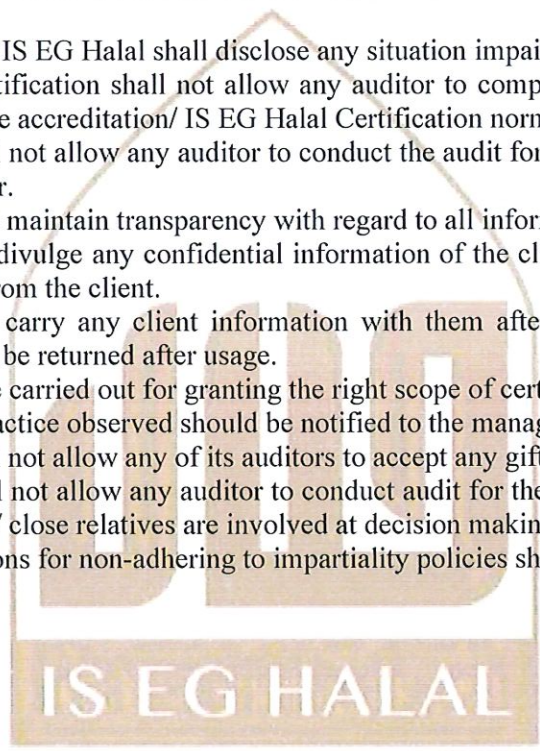 IS EG Halal shall disclose any situation impai
tification shall not allow any auditor to comp
e accreditation/ IS EG Halal Certification norm
not allow any auditor to conduct the audit for
r.
maintain transparency with regard to all infor
divulge any confidential information of the cl
rom the client.
carry any client information with them afte
be returned after usage.
e carried out for granting the right scope of cert
actice observed should be notified to the manag
not allow any of its auditors to accept any gift
l not allow any auditor to conduct audit for the
/ close relatives are involved at decision makin
ons for non-adhering to impartiality policies sh
IS EG HALAL